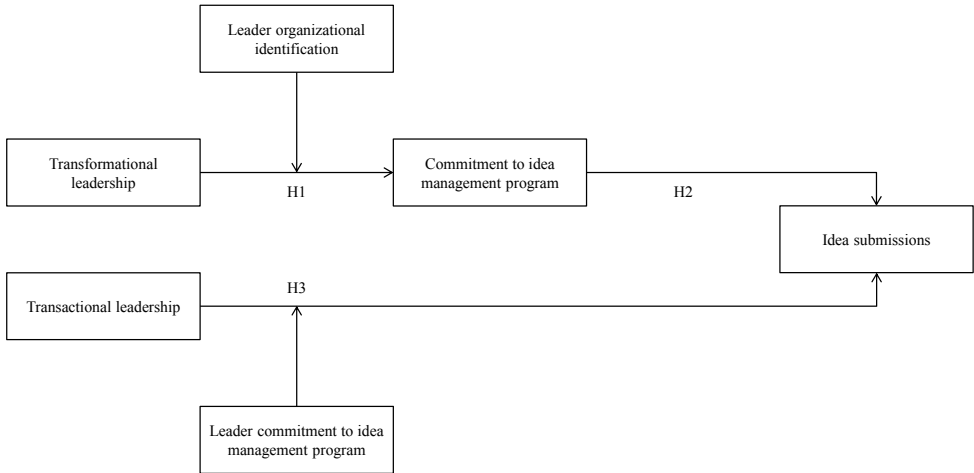 Leader organizational
identification
Transformational
leadership
H1
Commitment to idea
management program
H2
Idea submissions
Transactional leadership
H3
Leader commitment to idea
management program